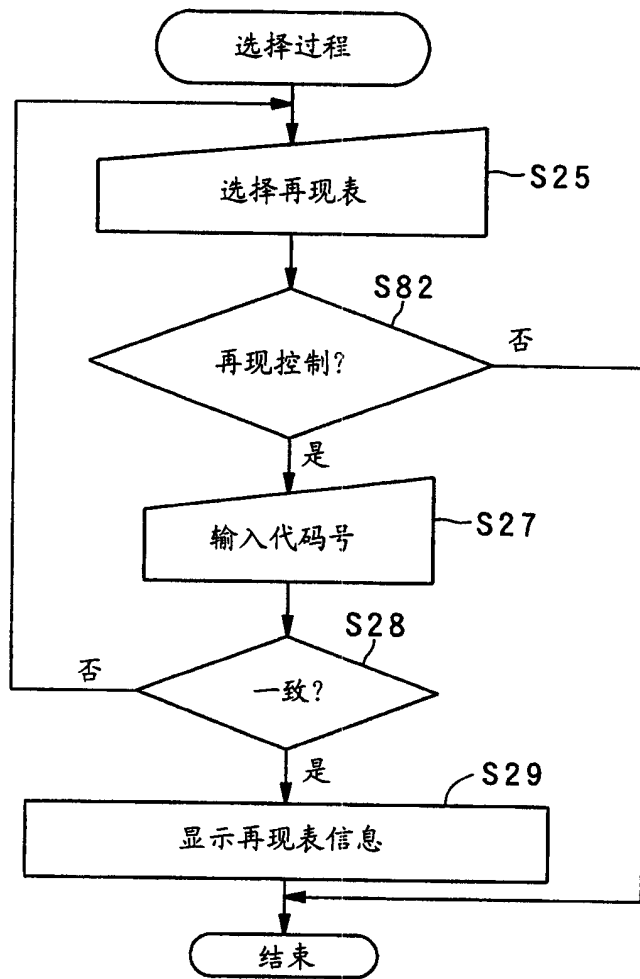 选择过程
选择再现表
S25
S82
再现控制?
否
是
输入代码号
S27
S28
否
一致?
是
S29
显示再现表信息
结束